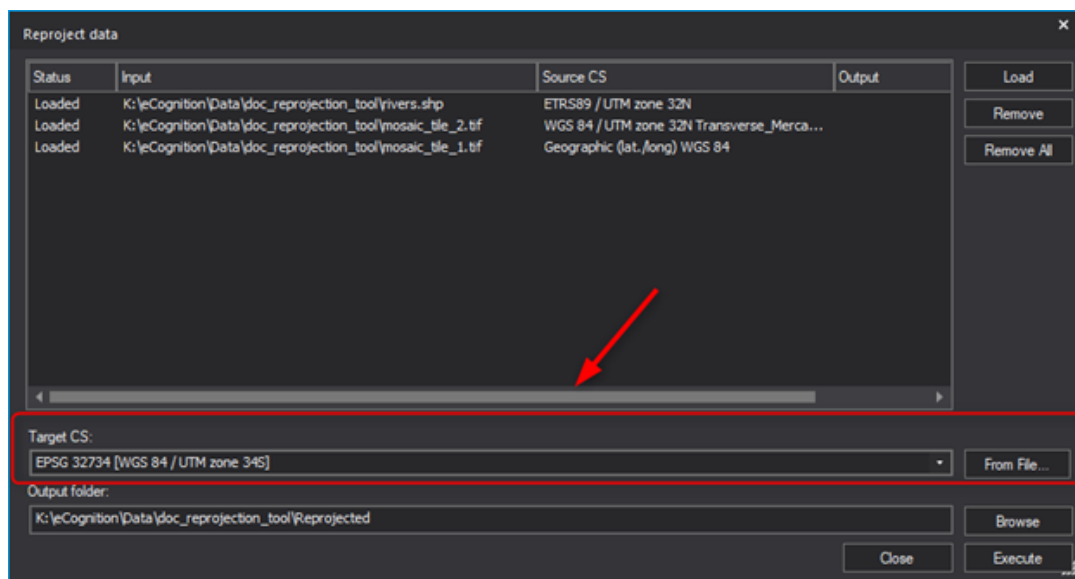 Reproject data
Status Input Source CS Output Load
Loaded K:\eCognition\Data\doc_reprojection_tool\rivers.shp ETRS89 / UTM zone 32N
Remove
Loaded K:\eCognition\Data\doc_reprojection_tool\mosaic_tile_2.tif WGS 84 / UTM zone 32N Transverse_Merca...
Loaded K:\eCognition\Data\doc_reprojection_tool\mosaic_tile_1.tif Geographic (lat./long) WGS 84
Remove All
Target CS:
EPSG 32734 [WGS 84 / UTM zone 34S] From File...
Output folder:
K:\eCognition\Data\doc_reprojection_tool\Reprojected Browse
Close Execute